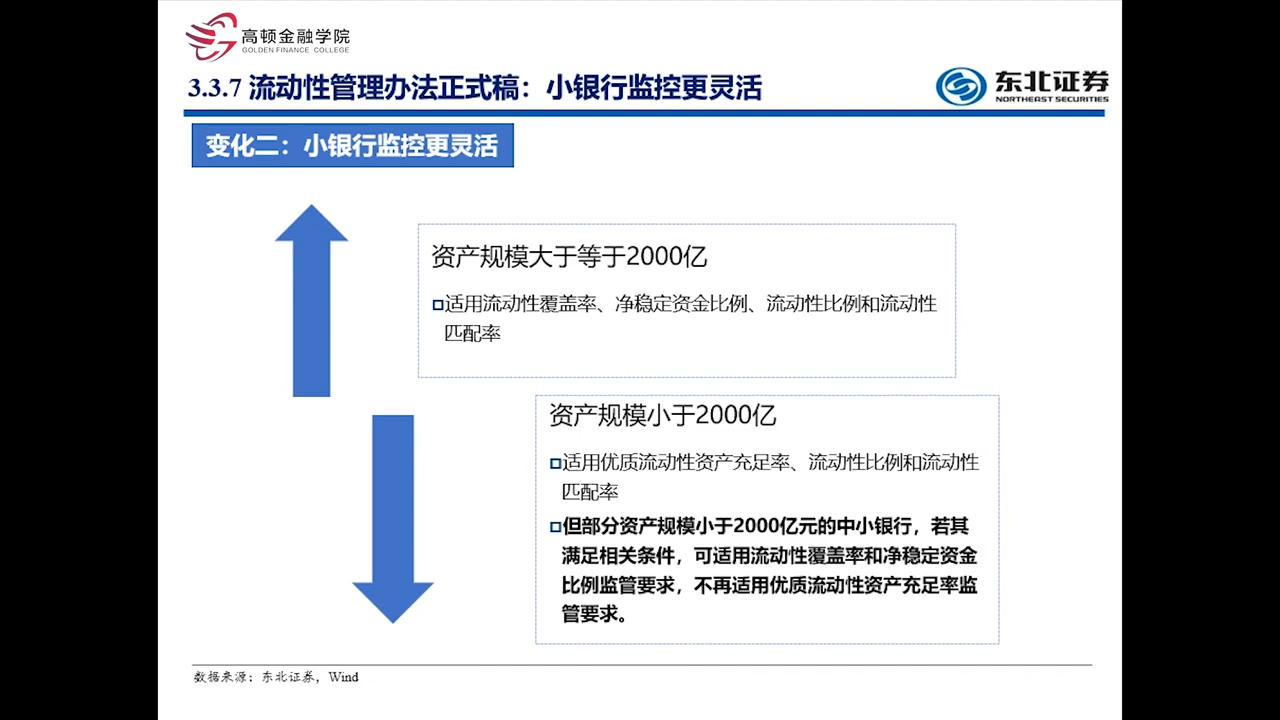 高顿金融学院
GOLDEN FINANCE COLLEGE
3.3.7 流动性管理办法正式稿：小银行监控更灵活
东北证券
NORTHEAST SECURITIES
变化二：小银行监控更灵活
资产规模大于等于2000亿
适用流动性覆盖率、净稳定资金比例、流动性比例和流动性
匹配率
资产规模小于2000亿
适用优质流动性资产充足率、流动性比例和流动性
匹配率
但部分资产规模小于2000亿元的中小银行，若其
满足相关条件，可适用流动性覆盖率和净稳定资金
比例监管要求，不再适用优质流动性资产充足率监
管要求。
数据来源：东北证券，Wind